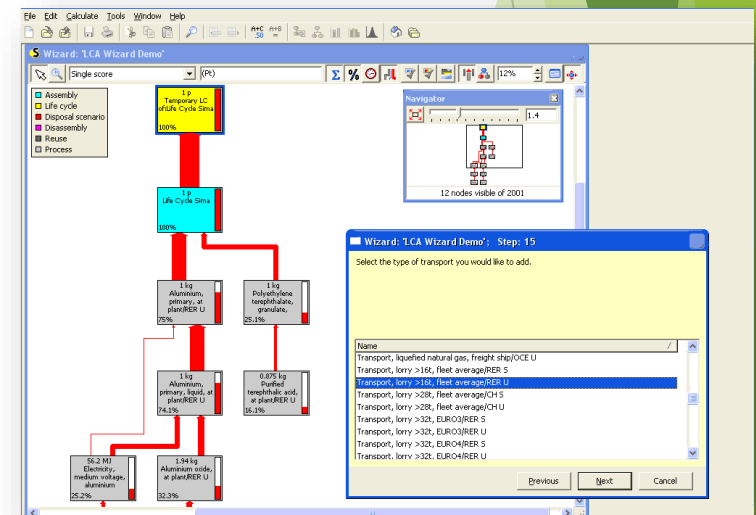 File Edit Calculate Tools Window Help
A+C .50 A+B =
S Wizard: 'LCA Wizard Demo'
Single score (Pt) Σ % 12%
Assembly
Life cycle
Disposal scenario
Disassembly
Reuse
Process
1 p
Temporary LC
of:Life Cycle Sima
100%
Navigator
1.4
12 nodes visible of 2001
1 p
Life Cycle Sima
100%
1 kg
Aluminium,
primary, at
plant/RER U
75%
1 kg
Polyethylene
terephthalate,
granulate,
25.1%
1 kg
Aluminium,
primary, liquid, at
plant/RER U
74.1%
0.875 kg
Purified
terephthalic acid,
at plant/RER U
16.1%
56.2 MJ
Electricity,
medium voltage,
aluminium
25.2%
1.94 kg
Aluminium oxide,
at plant/RER U
32.3%
Wizard: 'LCA Wizard Demo'; Step: 15
Select the type of transport you would like to add.
Name /
Transport, liquefied natural gas, freight ship/OCE U
Transport, lorry >16t, fleet average/RER S
Transport, lorry >16t, fleet average/RER U
Transport, lorry >28t, fleet average/CH S
Transport, lorry >28t, fleet average/CH U
Transport, lorry >32t, EURO3/RER S
Transport, lorry >32t, EURO3/RER U
Transport, lorry >32t, EURO4/RER S
Transport, lorry >32t, EURO4/RER U
Previous Next Cancel